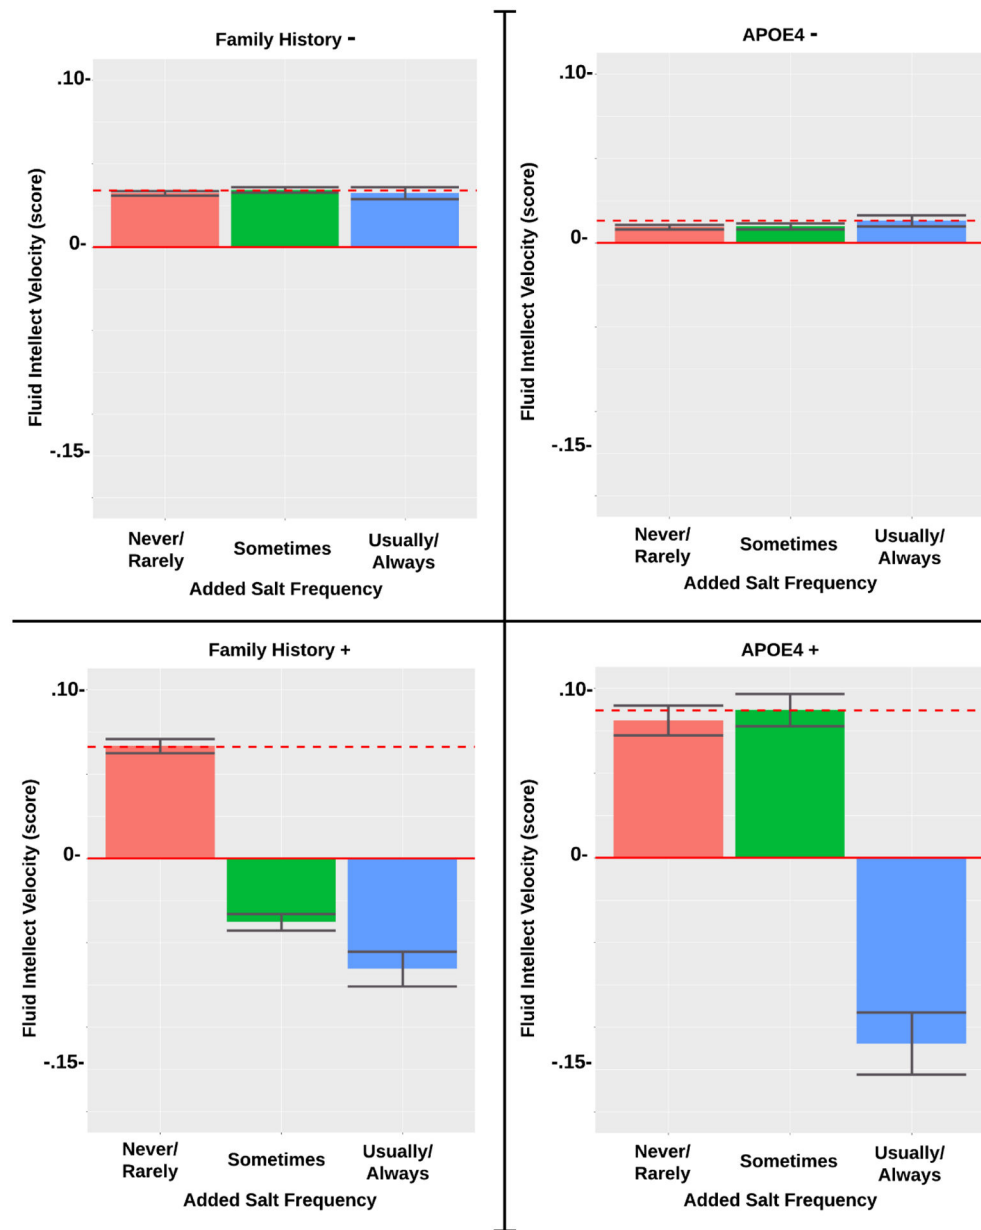 Family History -
.10-
0-
-.15-
Fluid Intellect Velocity (score)
Never/
Rarely
Sometimes
Usually/
Always
Added Salt Frequency
APOE4 -
.10-
0-
-.15-
Fluid Intellect Velocity (score)
Never/
Rarely
Sometimes
Usually/
Always
Added Salt Frequency
Family History +
.10-
0-
-.15-
Fluid Intellect Velocity (score)
Never/
Rarely
Sometimes
Usually/
Always
Added Salt Frequency
APOE4 +
.10-
0-
-.15-
Fluid Intellect Velocity (score)
Never/
Rarely
Sometimes
Usually/
Always
Added Salt Frequency